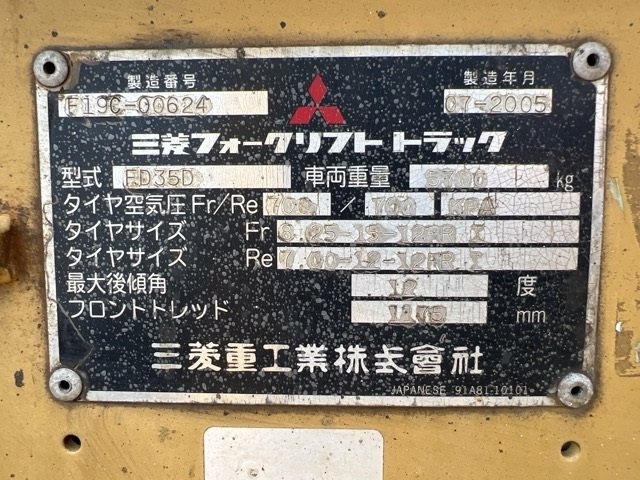 製造番号 製造年月
F19C-00624 07-2005
三菱フォークリフトトラック
型式 FD35D 車両重量 kg
タイヤ空気圧 Fr/Re 700 / 700 KPA
タイヤサイズ Fr
タイヤサイズ Re 7.00-12-12PR I
最大後傾角 12 度
フロントトレッド mm
三菱重工業株式會社
JAPANESE 91A81-10101